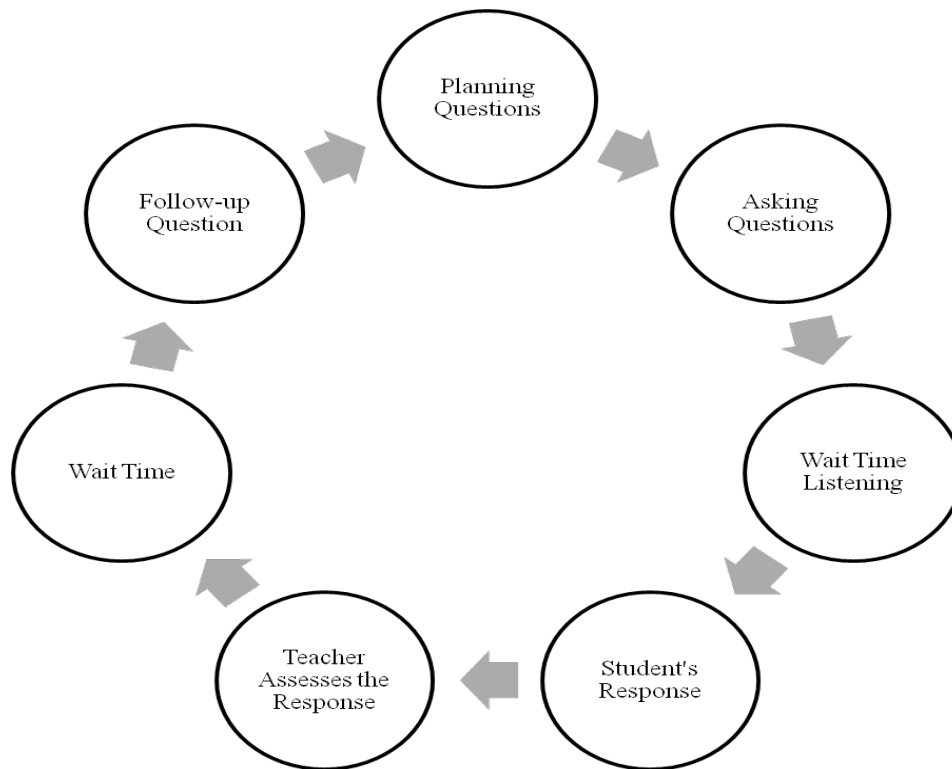 Planning
Questions
Asking
Questions
Wait Time
Listening
Student's
Response
Teacher
Assesses the
Response
Wait Time
Follow-up
Question